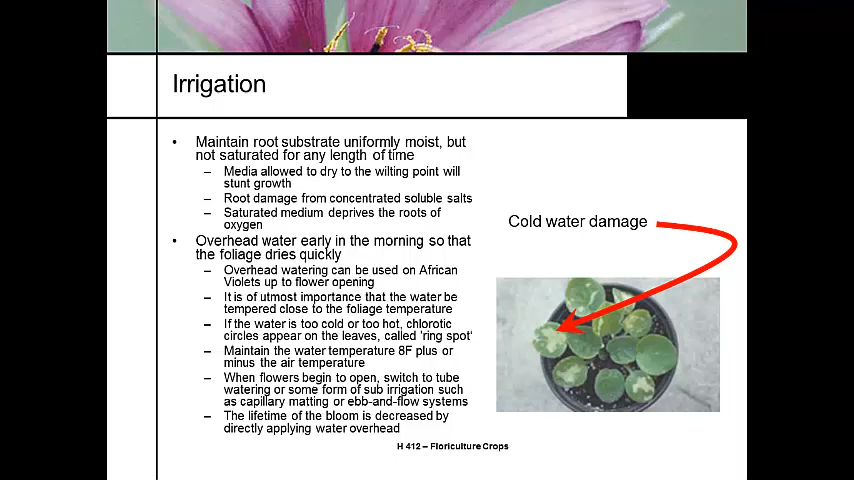 Irrigation
• Maintain root substrate uniformly moist, but
not saturated for any length of time
– Media allowed to dry to the wilting point will
stunt growth
– Root damage from concentrated soluble salts
– Saturated medium deprives the roots of
oxygen
• Overhead water early in the morning so that
the foliage dries quickly
– Overhead watering can be used on African
Violets up to flower opening
– It is of utmost importance that the water be
tempered close to the foliage temperature
– If the water is too cold or too hot, chlorotic
circles appear on the leaves, called 'ring spot'
– Maintain the water temperature 8F plus or
minus the air temperature
– When flowers begin to open, switch to tube
watering or some form of sub irrigation such
as capillary matting or ebb-and-flow systems
– The lifetime of the bloom is decreased by
directly applying water overhead
Cold water damage
H 412 – Floriculture Crops